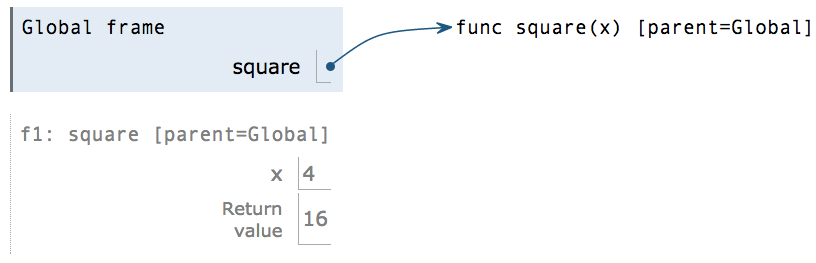 Global frame
func square(x) [parent=Global]
square
f1: square [parent=Global]
x 4
Return
value
16